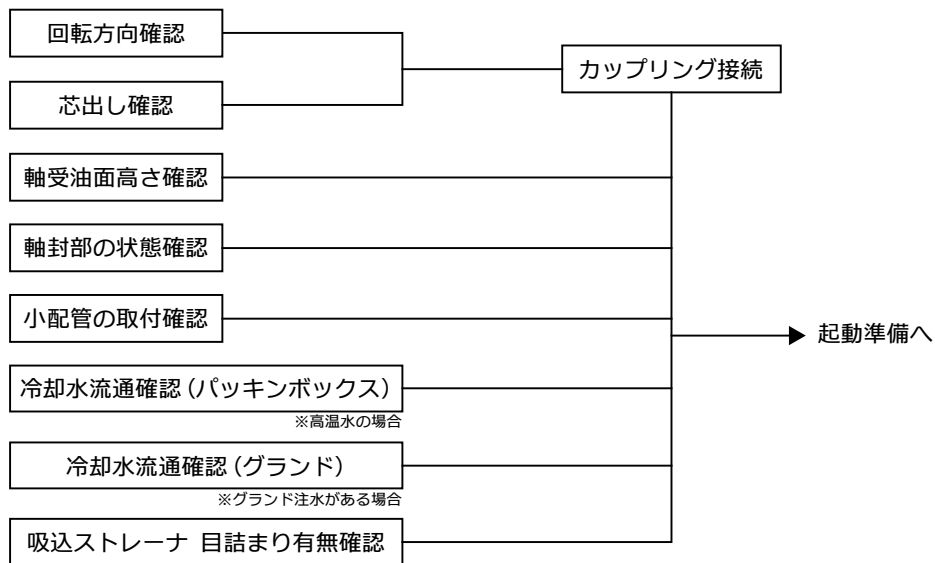 回転方向確認
カップリング接続
芯出し確認
軸受油面高さ確認
軸封部の状態確認
小配管の取付確認
起動準備へ
冷却水流通確認（パッキンボックス）
※高温水の場合
冷却水流通確認（グランド）
※グランド注水がある場合
吸込ストレーナ 目詰まり有無確認